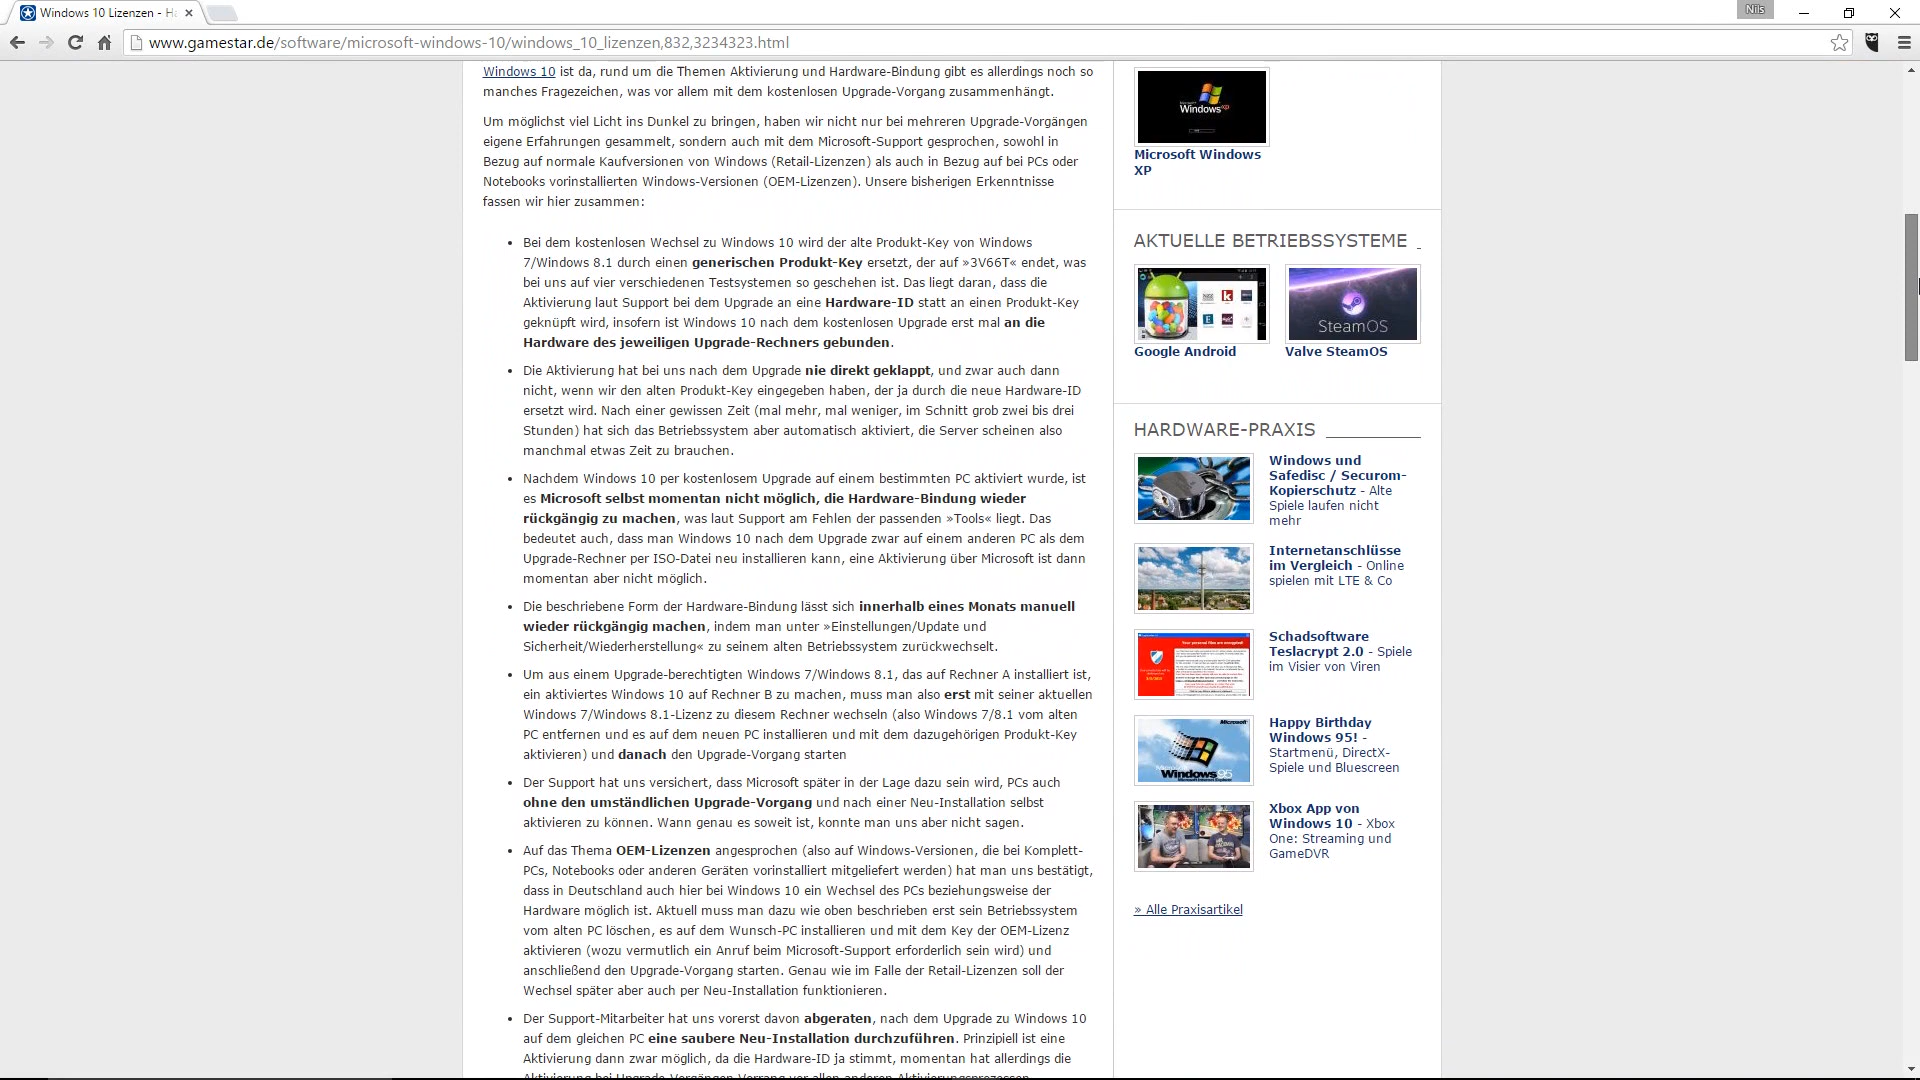 Windows 10 Lizenzen - H
Nils
www.gamestar.de/software/microsoft-windows-10/windows_10_lizenzen,832,3234323.html
Windows 10 ist da, rund um die Themen Aktivierung und Hardware-Bindung gibt es allerdings noch so
manches Fragezeichen, was vor allem mit dem kostenlosen Upgrade-Vorgang zusammenhängt.
Um möglichst viel Licht ins Dunkel zu bringen, haben wir nicht nur bei mehreren Upgrade-Vorgängen
eigene Erfahrungen gesammelt, sondern auch mit dem Microsoft-Support gesprochen, sowohl in
Bezug auf normale Kaufversionen von Windows (Retail-Lizenzen) als auch in Bezug auf bei PCs oder
Notebooks vorinstallierten Windows-Versionen (OEM-Lizenzen). Unsere bisherigen Erkenntnisse
fassen wir hier zusammen:
• Bei dem kostenlosen Wechsel zu Windows 10 wird der alte Produkt-Key von Windows
7/Windows 8.1 durch einen generischen Produkt-Key ersetzt, der auf »3V66T« endet, was
bei uns auf vier verschiedenen Testsystemen so geschehen ist. Das liegt daran, dass die
Aktivierung laut Support bei dem Upgrade an eine Hardware-ID statt an einen Produkt-Key
geknüpft wird, insofern ist Windows 10 nach dem kostenlosen Upgrade erst mal an die
Hardware des jeweiligen Upgrade-Rechners gebunden.
• Die Aktivierung hat bei uns nach dem Upgrade nie direkt geklappt, und zwar auch dann
nicht, wenn wir den alten Produkt-Key eingegeben haben, der ja durch die neue Hardware-ID
ersetzt wird. Nach einer gewissen Zeit (mal mehr, mal weniger, im Schnitt grob zwei bis drei
Stunden) hat sich das Betriebssystem aber automatisch aktiviert, die Server scheinen also
manchmal etwas Zeit zu brauchen.
• Nachdem Windows 10 per kostenlosem Upgrade auf einem bestimmten PC aktiviert wurde, ist
es Microsoft selbst momentan nicht möglich, die Hardware-Bindung wieder
rückgängig zu machen, was laut Support am Fehlen der passenden »Tools« liegt. Das
bedeutet auch, dass man Windows 10 nach dem Upgrade zwar auf einem anderen PC als dem
Upgrade-Rechner per ISO-Datei neu installieren kann, eine Aktivierung über Microsoft ist dann
momentan aber nicht möglich.
• Die beschriebene Form der Hardware-Bindung lässt sich innerhalb eines Monats manuell
wieder rückgängig machen, indem man unter »Einstellungen/Update und
Sicherheit/Wiederherstellung« zu seinem alten Betriebssystem zurückwechselt.
• Um aus einem Upgrade-berechtigten Windows 7/Windows 8.1, das auf Rechner A installiert ist,
ein aktiviertes Windows 10 auf Rechner B zu machen, muss man also erst mit seiner aktuellen
Windows 7/Windows 8.1-Lizenz zu diesem Rechner wechseln (also Windows 7/8.1 vom alten
PC entfernen und es auf dem neuen PC installieren und mit dem dazugehörigen Produkt-Key
aktivieren) und danach den Upgrade-Vorgang starten
• Der Support hat uns versichert, dass Microsoft später in der Lage dazu sein wird, PCs auch
ohne den umständlichen Upgrade-Vorgang und nach einer Neu-Installation selbst
aktivieren zu können. Wann genau es soweit ist, konnte man uns aber nicht sagen.
• Auf das Thema OEM-Lizenzen angesprochen (also auf Windows-Versionen, die bei Komplett-
PCs, Notebooks oder anderen Geräten vorinstalliert mitgeliefert werden) hat man uns bestätigt,
dass in Deutschland auch hier bei Windows 10 ein Wechsel des PCs beziehungsweise der
Hardware möglich ist. Aktuell muss man dazu wie oben beschrieben erst sein Betriebssystem
vom alten PC löschen, es auf dem Wunsch-PC installieren und mit dem Key der OEM-Lizenz
aktivieren (wozu vermutlich ein Anruf beim Microsoft-Support erforderlich sein wird) und
anschließend den Upgrade-Vorgang starten. Genau wie im Falle der Retail-Lizenzen soll der
Wechsel später aber auch per Neu-Installation funktionieren.
• Der Support-Mitarbeiter hat uns vorerst davon abgeraten, nach dem Upgrade zu Windows 10
auf dem gleichen PC eine saubere Neu-Installation durchzuführen. Prinzipiell ist eine
Aktivierung dann zwar möglich, da die Hardware-ID ja stimmt, momentan hat allerdings die
Aktivierung bei Upgrade-Vorgängen Vorrang vor allen anderen Aktivierungsprozessen
Windows xp
Microsoft Windows
XP
AKTUELLE BETRIEBSSYSTEME
STEAMOS
Google Android
Valve SteamOS
HARDWARE-PRAXIS
Windows und
Safedisc / Securom-
Kopierschutz - Alte
Spiele laufen nicht
mehr
Internetanschlüsse
im Vergleich - Online
spielen mit LTE & Co
Your personal files are encrypted!
Schadsoftware
Teslacrypt 2.0 - Spiele
im Visier von Viren
Microsoft
Windows 95
Microsoft Internet Explorer
Happy Birthday
Windows 95! -
Startmenü, DirectX-
Spiele und Bluescreen
Xbox App von
Windows 10 - Xbox
One: Streaming und
GameDVR
» Alle Praxisartikel